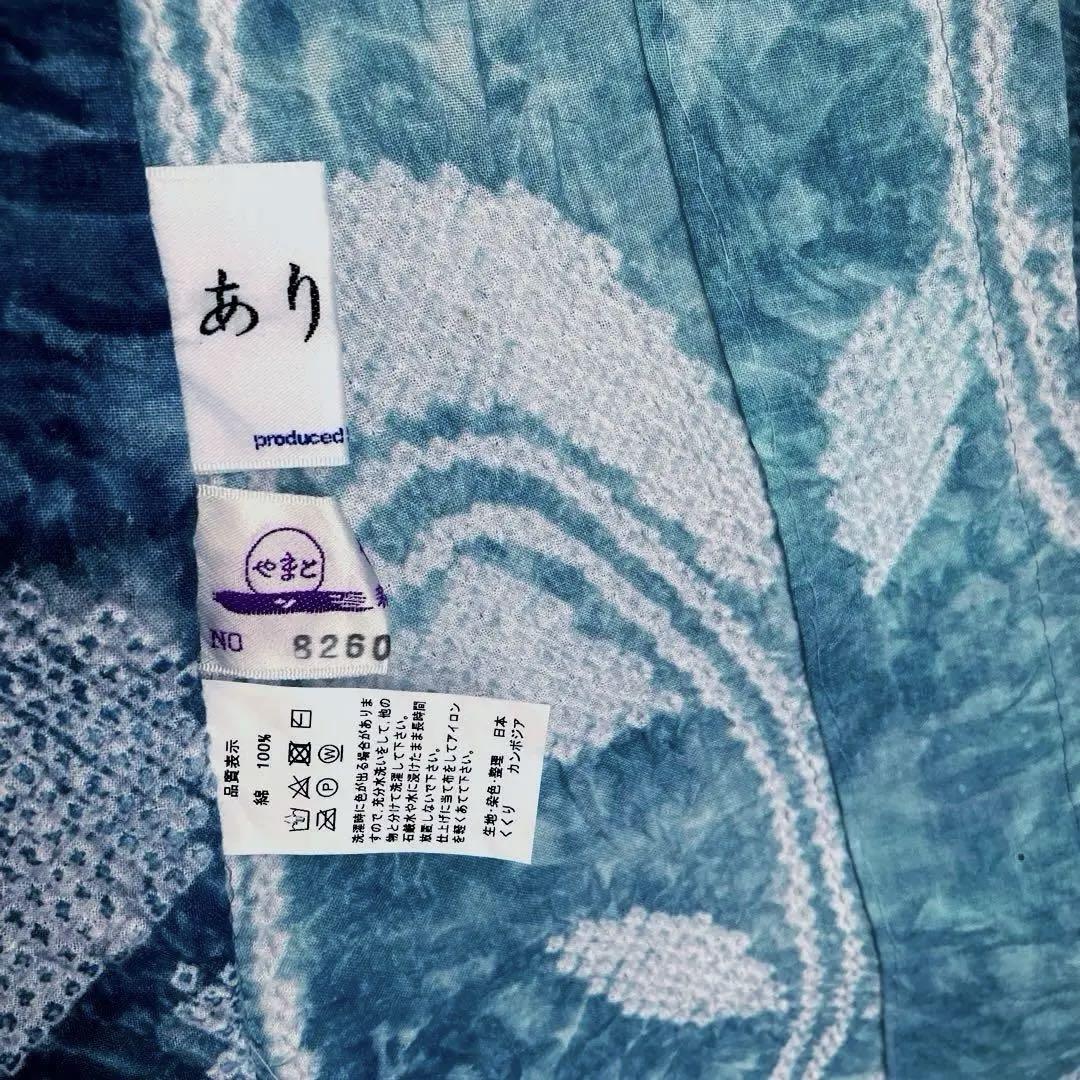 あり
produced
やまと
NO 8260
品質表示
綿 100%
洗濯時に色が出る場合がありま
すので、充分水洗いをして、他の
物と分けて洗濯して下さい。
石鹸水や水に浸けたまま長時間
放置しないで下さい。
仕上げに当て布をしてアイロン
を軽くあてて下さい。
生地・染色・整理 日本
くくり カンボジア